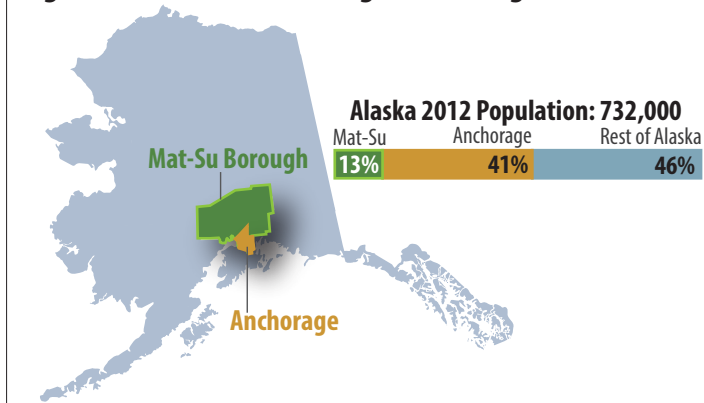 Alaska 2012 Population: 732,000
Mat-Su Anchorage Rest of Alaska
13% 41% 46%
Mat-Su Borough
Anchorage